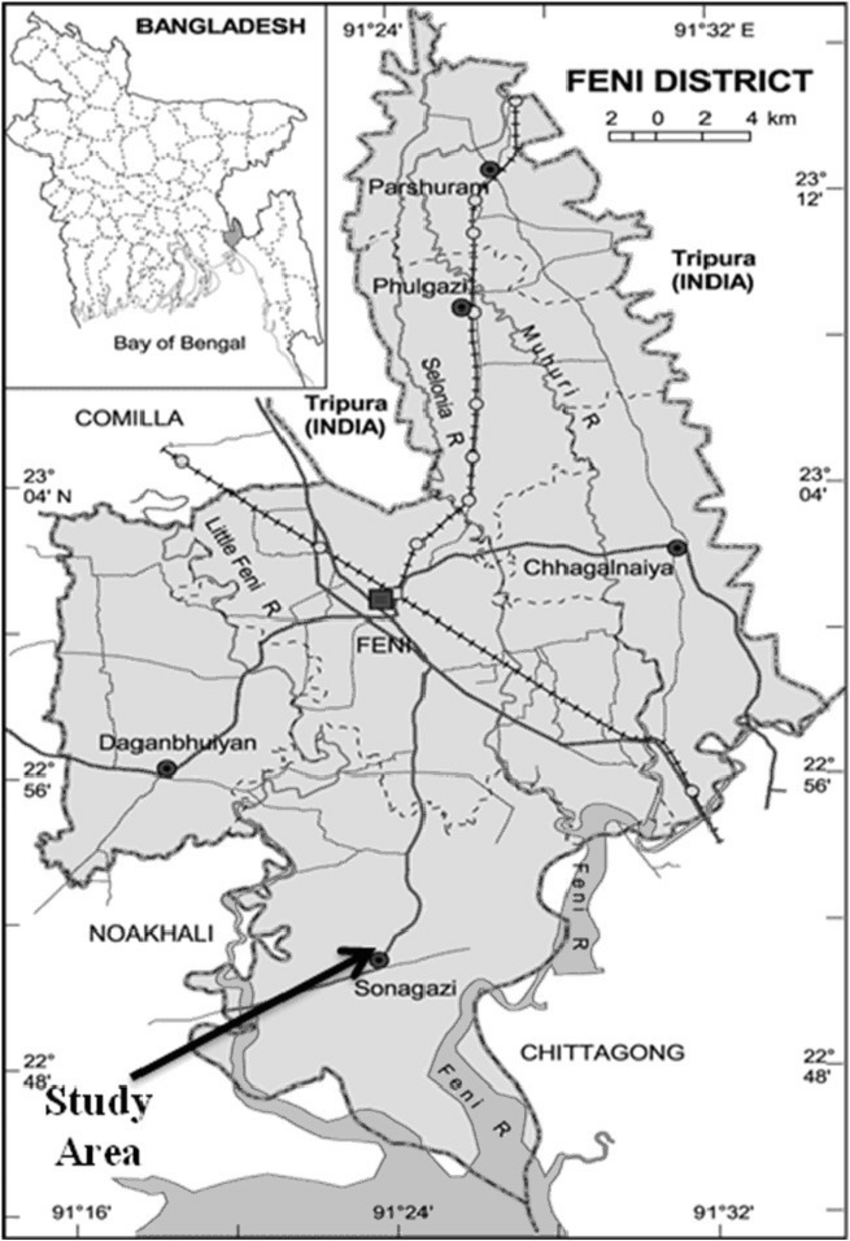 BANGLADESH
Bay of Bengal
91°24'
91°32' E
FENI DISTRICT
2 0 2 4 km
23°
12'
Parshuram
Tripura
(INDIA)
Phulgazi
Muhuri R
Selonia R
COMILLA
Tripura
(INDIA)
23°
04' N
23°
04'
Little Feni R
Chhagalnaiya
FENI
Daganbhuiyan
22°
56'
22°
56'
Feni R
NOAKHALI
Sonagazi
CHITTAGONG
22°
48'
22°
48'
Feni R
Study
Area
91°16'
91°24'
91°32'